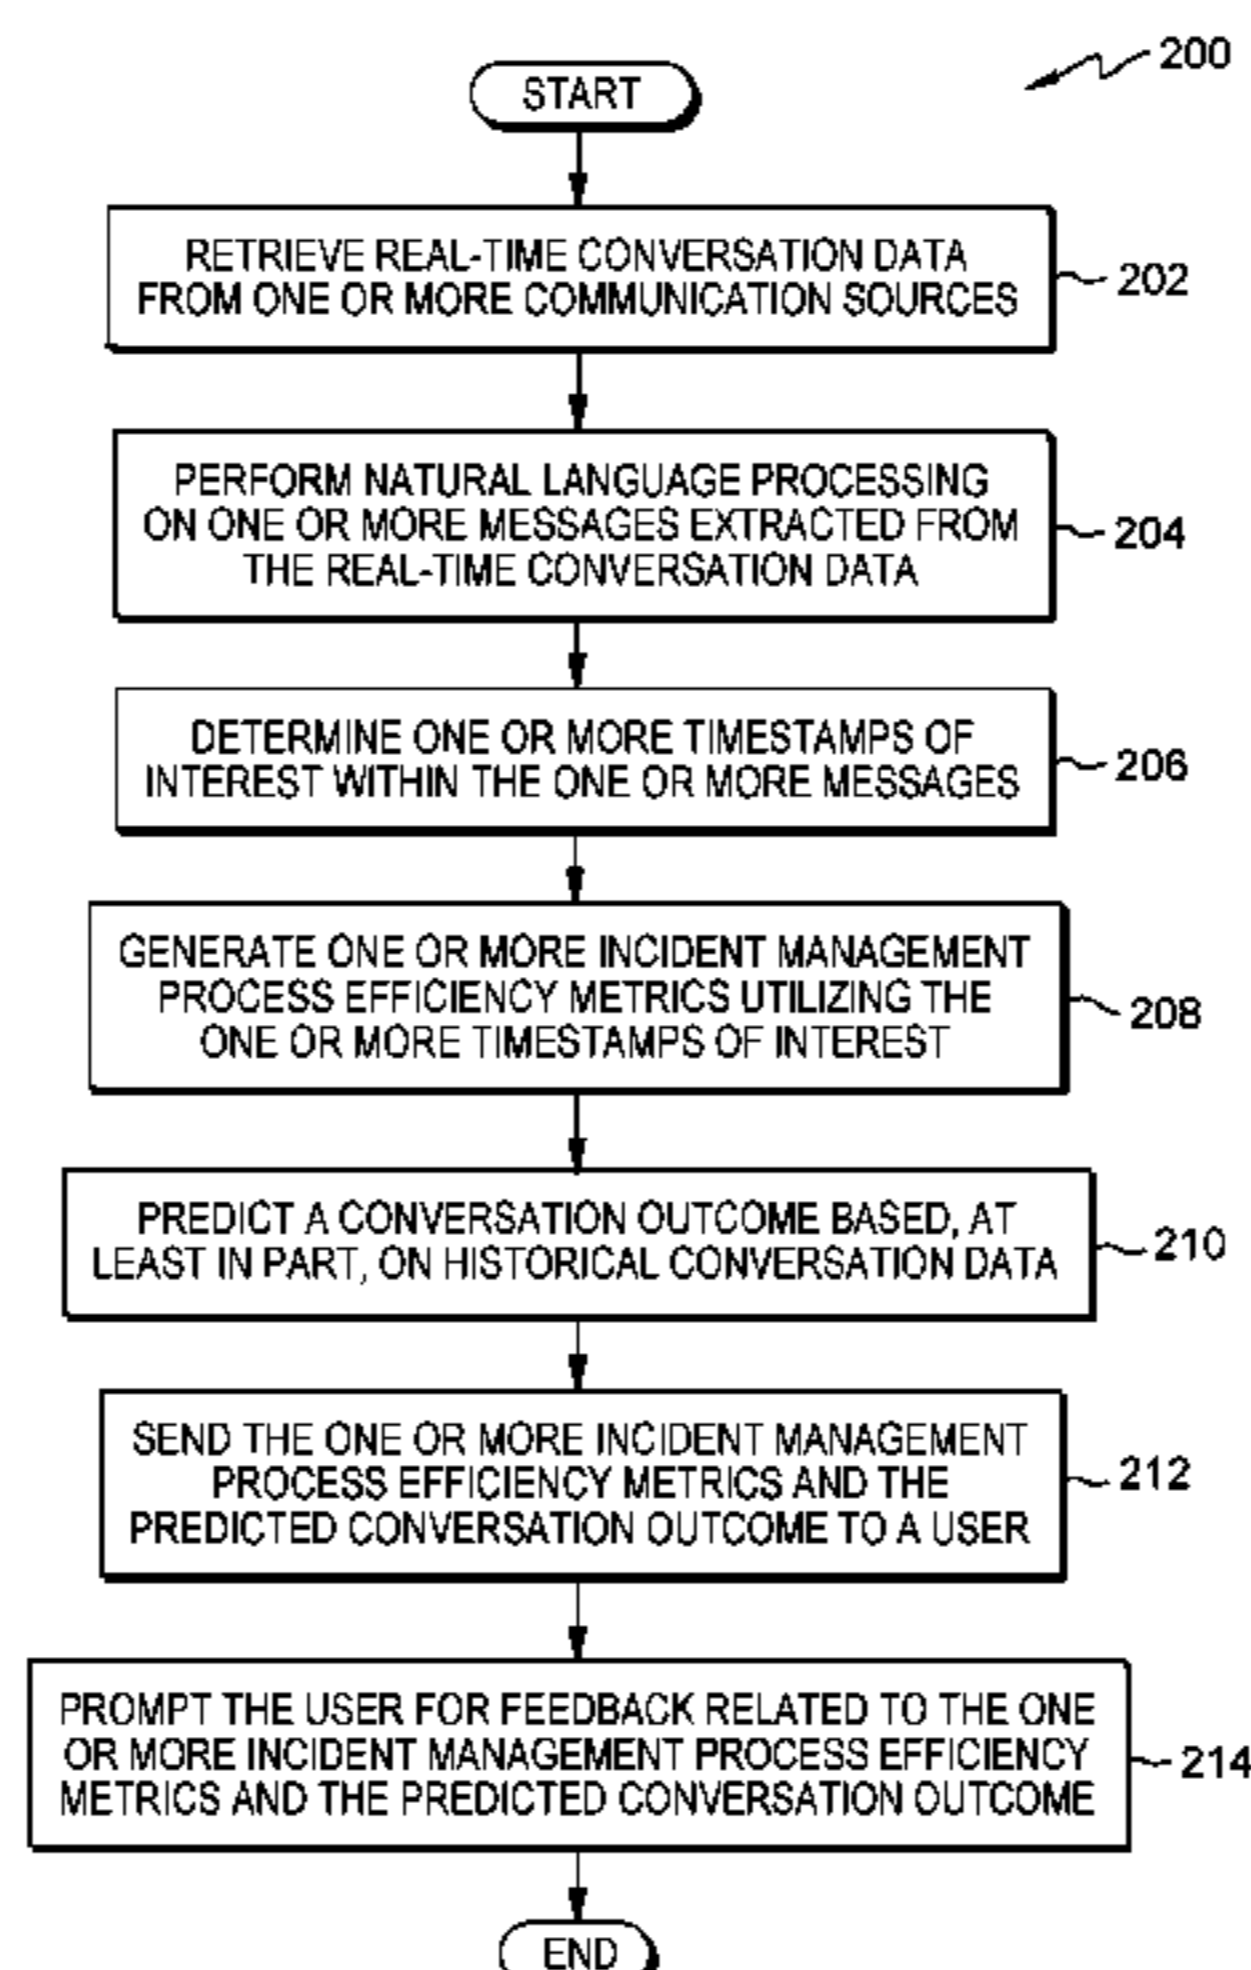 200
START
RETRIEVE REAL-TIME CONVERSATION DATA
FROM ONE OR MORE COMMUNICATION SOURCES
202
PERFORM NATURAL LANGUAGE PROCESSING
ON ONE OR MORE MESSAGES EXTRACTED FROM
THE REAL-TIME CONVERSATION DATA
204
DETERMINE ONE OR MORE TIMESTAMPS OF
INTEREST WITHIN THE ONE OR MORE MESSAGES
206
GENERATE ONE OR MORE INCIDENT MANAGEMENT
PROCESS EFFICIENCY METRICS UTILIZING THE
ONE OR MORE TIMESTAMPS OF INTEREST
208
PREDICT A CONVERSATION OUTCOME BASED, AT
LEAST IN PART, ON HISTORICAL CONVERSATION DATA
210
SEND THE ONE OR MORE INCIDENT MANAGEMENT
PROCESS EFFICIENCY METRICS AND THE
PREDICTED CONVERSATION OUTCOME TO A USER
212
PROMPT THE USER FOR FEEDBACK RELATED TO THE ONE
OR MORE INCIDENT MANAGEMENT PROCESS EFFICIENCY
METRICS AND THE PREDICTED CONVERSATION OUTCOME
214
END